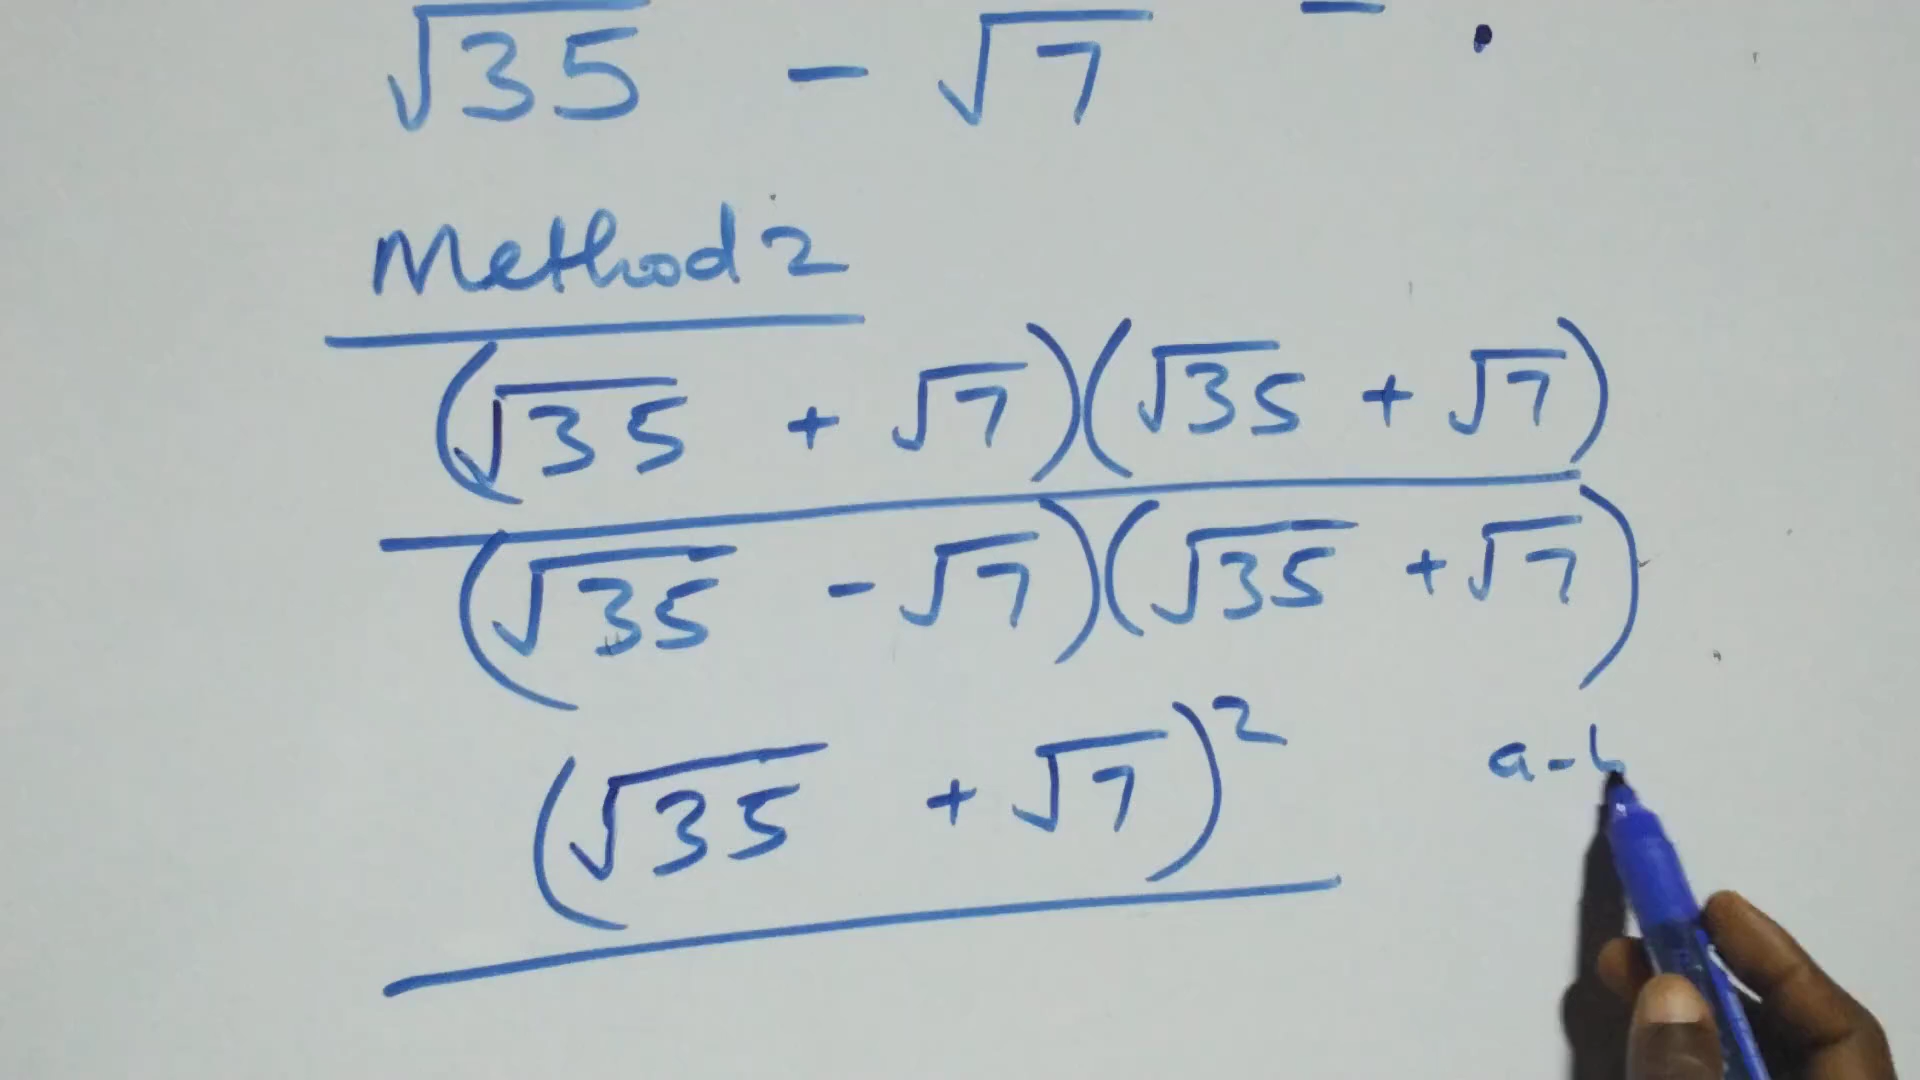 √35 - √7 -
Method 2
(√35 + √7)(√35 + √7)
(√35 - √7)(√35 + √7)
(√35 + √7)²
a-b